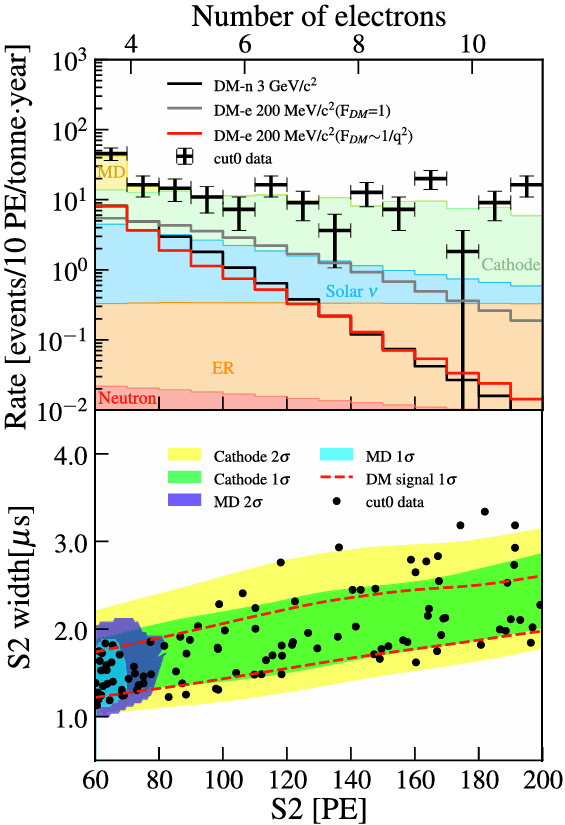 Number of electrons
4 6 8 10
10³
10²
10¹
10⁰
10⁻¹
10⁻²
Rate [events/10 PE/tonne·year]
DM-n 3 GeV/c²
DM-e 200 MeV/c²(F_DM=1)
DM-e 200 MeV/c²(F_DM~1/q²)
cut0 data
MD
Cathode
Solar ν
ER
Neutron
4.0
3.0
2.0
1.0
S2 width[μs]
Cathode 2σ
Cathode 1σ
MD 2σ
MD 1σ
DM signal 1σ
cut0 data
60 80 100 120 140 160 180 200
S2 [PE]